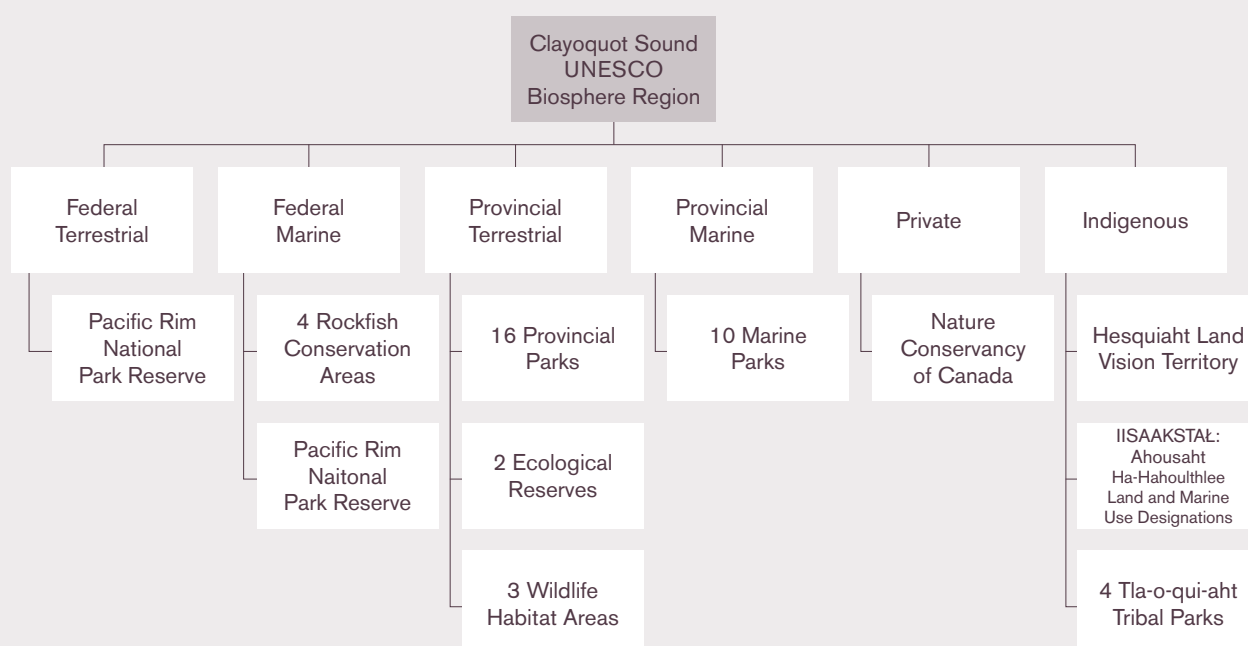 Clayoquot Sound
UNESCO
Biosphere Region
Federal
Terrestrial
Federal
Marine
Provincial
Terrestrial
Provincial
Marine
Private
Indigenous
Pacific Rim
National
Park Reserve
4 Rockfish
Conservation
Areas
16 Provincial
Parks
10 Marine
Parks
Nature
Conservancy
of Canada
Hesquiaht Land
Vision Territory
Pacific Rim
Naitonal
Park Reserve
2 Ecological
Reserves
IISAAKSTAŁ:
Ahousaht
Ha-Hahoulthlee
Land and Marine
Use Designations
3 Wildlife
Habitat Areas
4 Tla-o-qui-aht
Tribal Parks